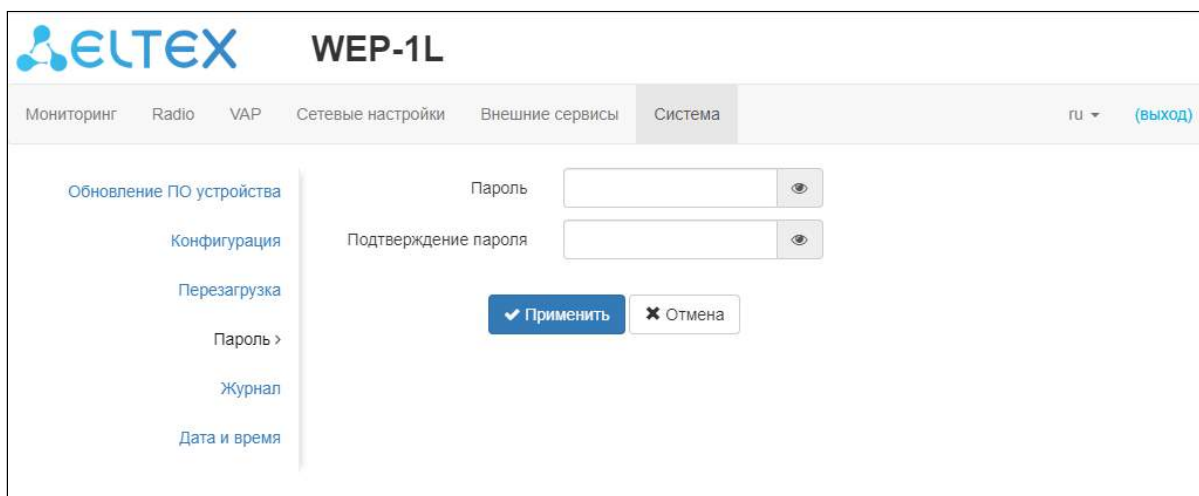 ELTEX WEP-1L
Мониторинг Radio VAP Сетевые настройки Внешние сервисы Система ru (выход)
Обновление ПО устройства
Конфигурация
Перезагрузка
Пароль >
Журнал
Дата и время
Пароль
Подтверждение пароля
Применить Отмена